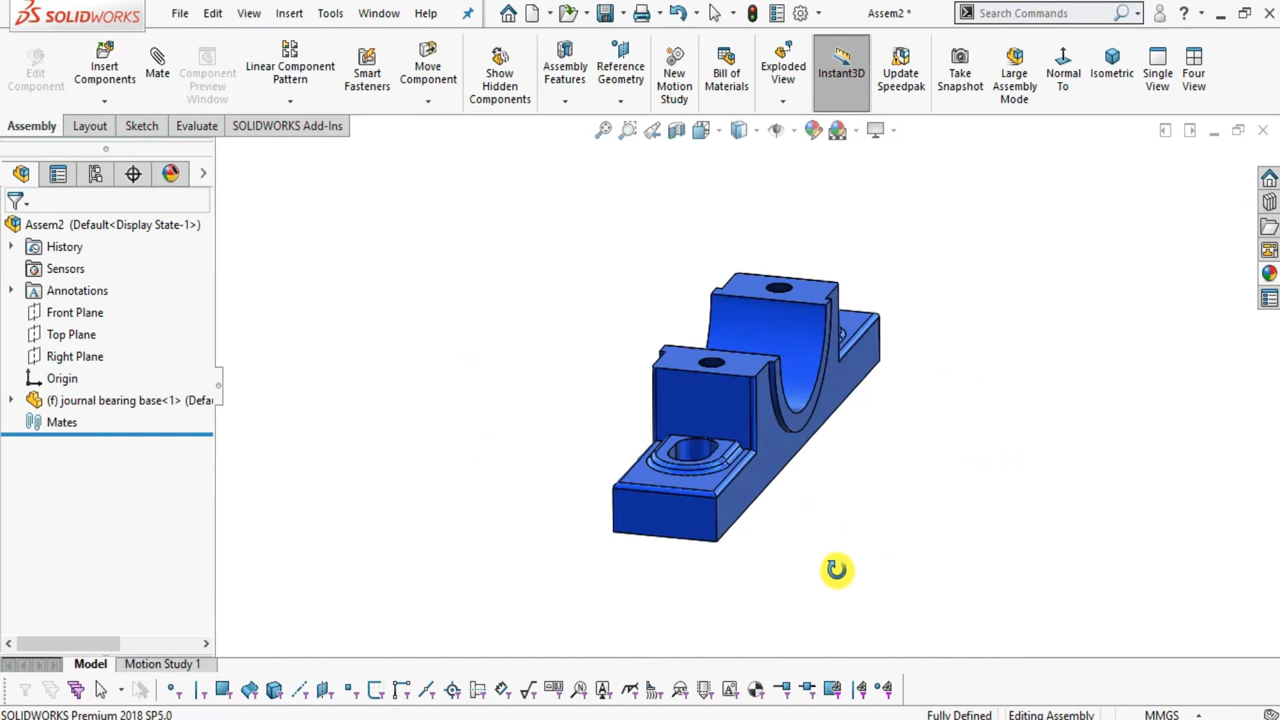 SOLIDWORKS File Edit View Insert Tools Window Help Assem2 * Search Commands ?
Edit Component
Insert Components
Mate
Component Preview Window
Linear Component Pattern
Smart Fasteners
Move Component
Show Hidden Components
Assembly Features
Reference Geometry
New Motion Study
Bill of Materials
Exploded View
Instant3D
Update Speedpak
Take Snapshot
Large Assembly Mode
Normal To
Isometric
Single View
Four View
Assembly Layout Sketch Evaluate SOLIDWORKS Add-Ins
Assem2 (Default<Display State-1>)
History
Sensors
Annotations
Front Plane
Top Plane
Right Plane
Origin
(f) journal bearing base<1> (Defau
Mates
Model Motion Study 1
SOLIDWORKS Premium 2018 SP5.0 Fully Defined Editing Assembly MMGS